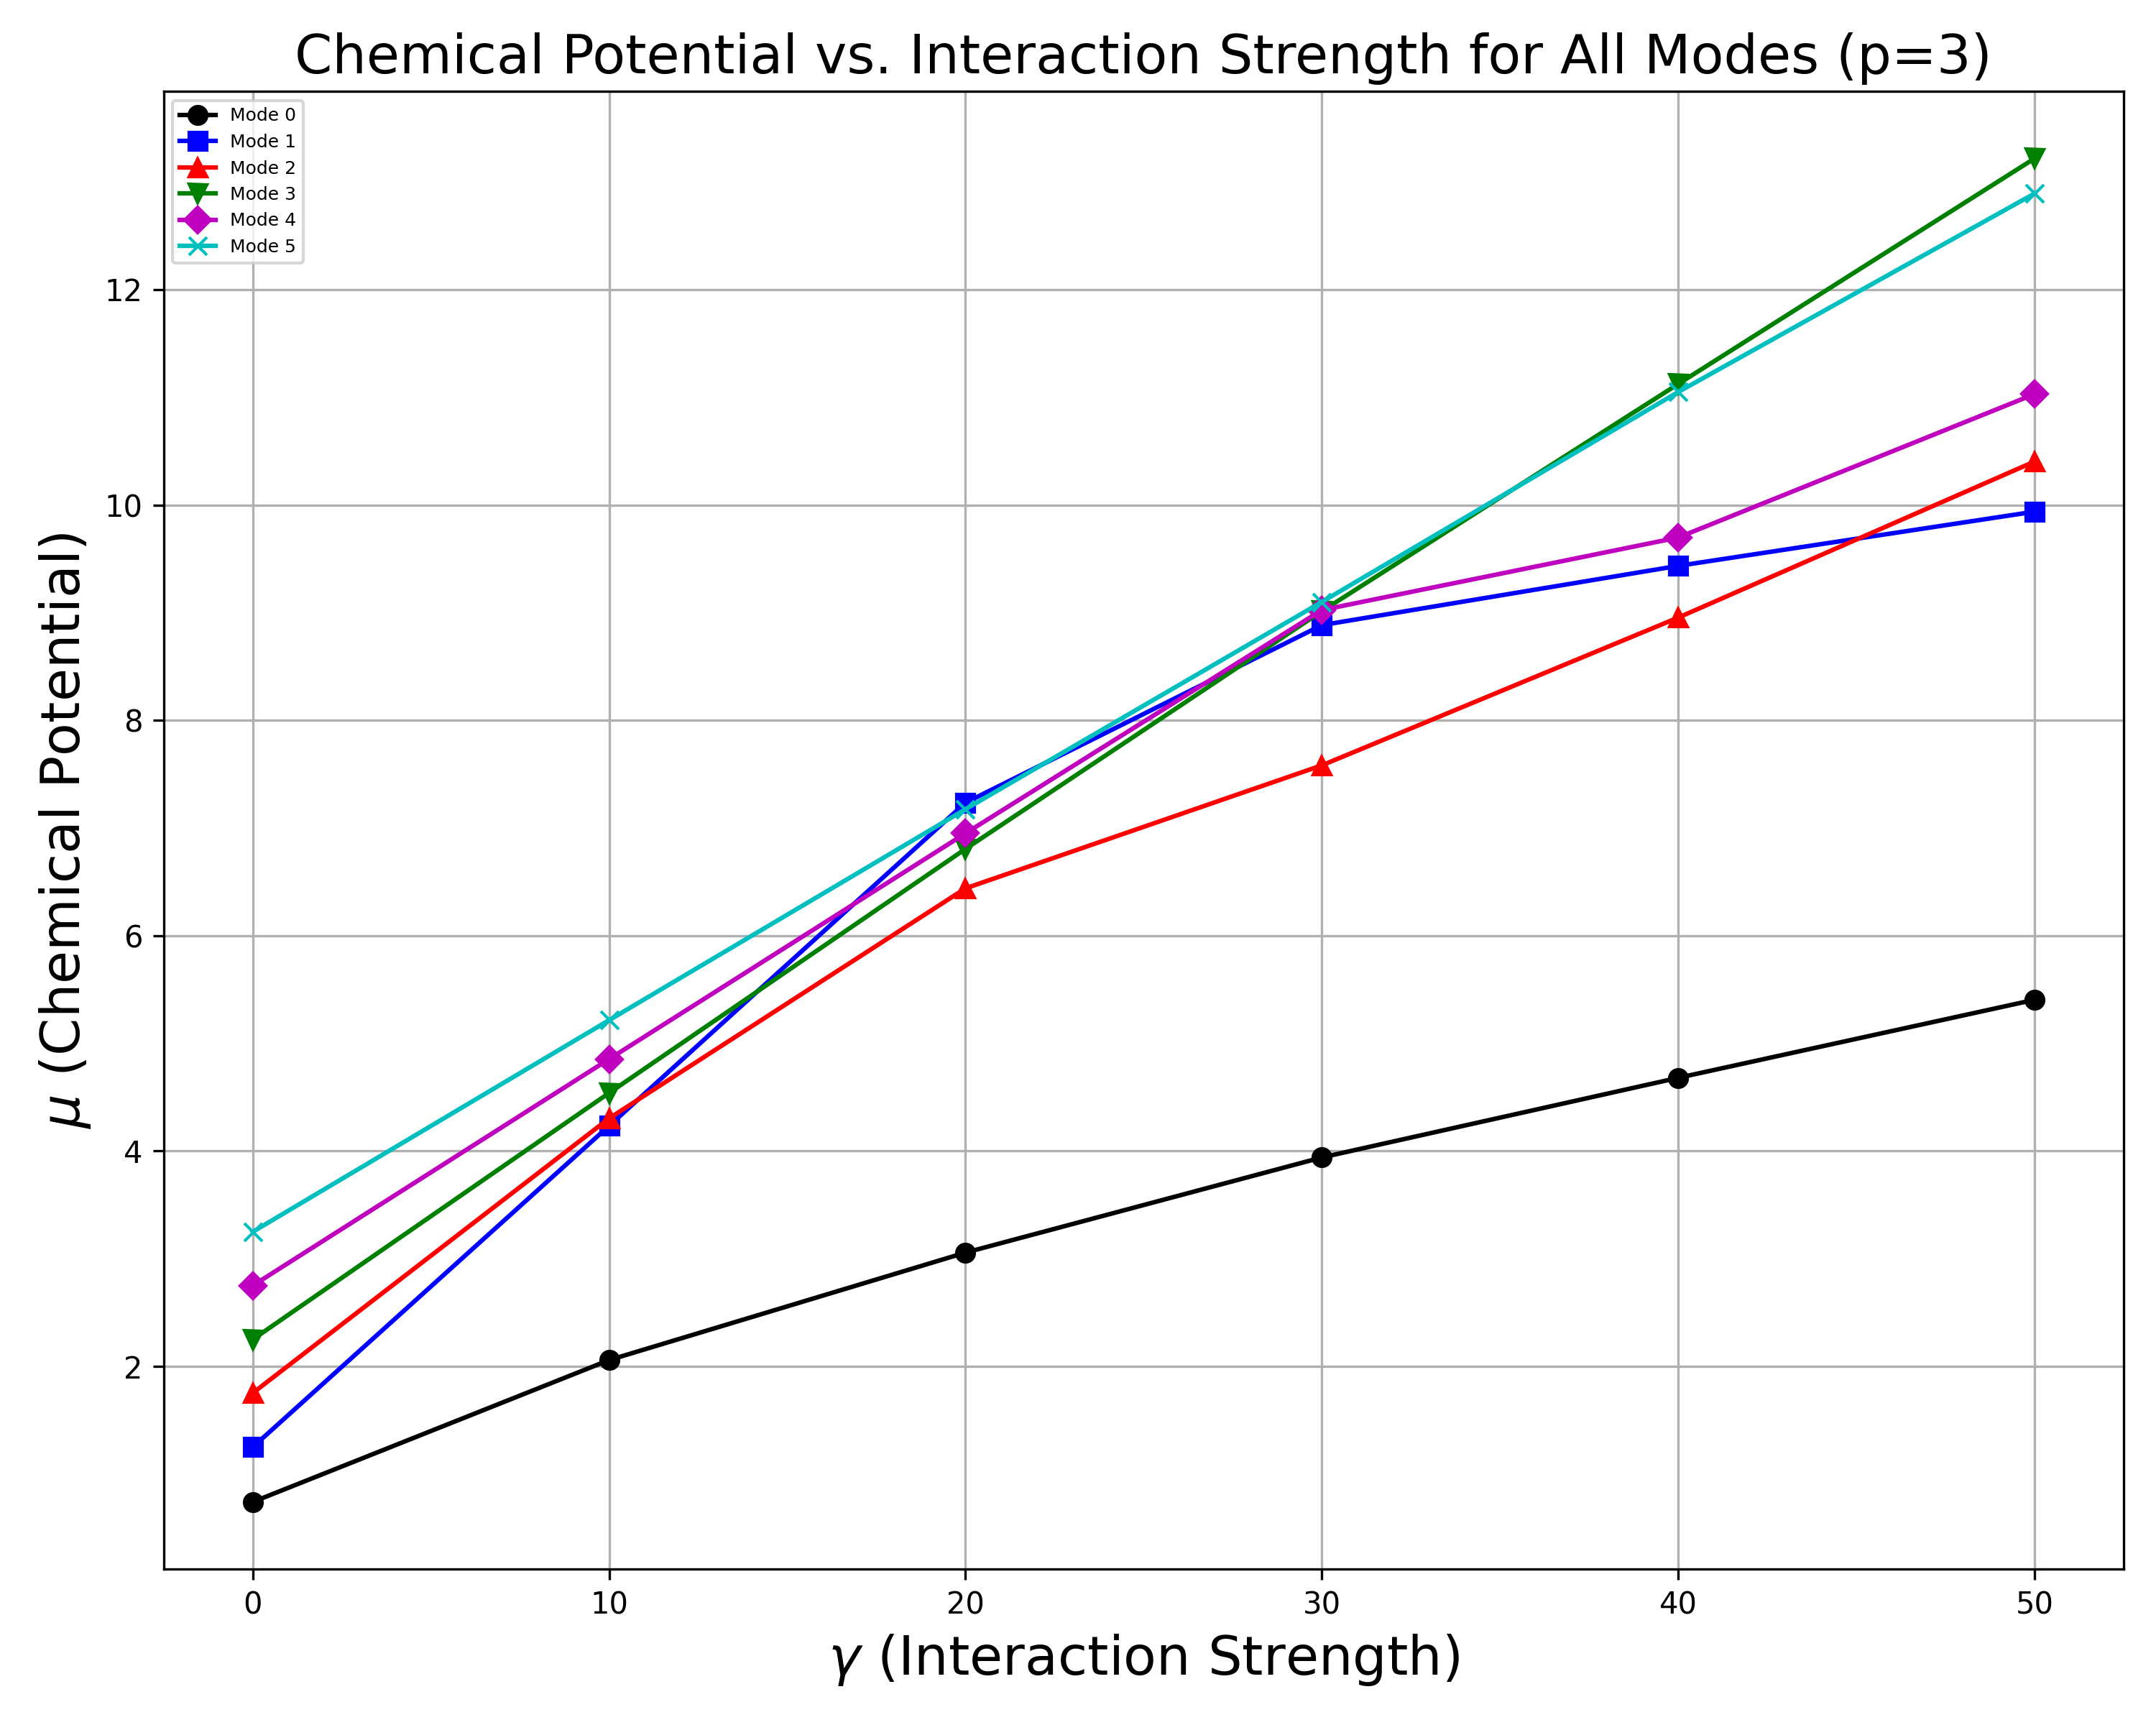 Chemical Potential vs. Interaction Strength for All Modes (p=3)
Mode 0
Mode 1
Mode 2
Mode 3
Mode 4
Mode 5
12
10
8
6
4
2
μ (Chemical Potential)
0 10 20 30 40 50
γ (Interaction Strength)